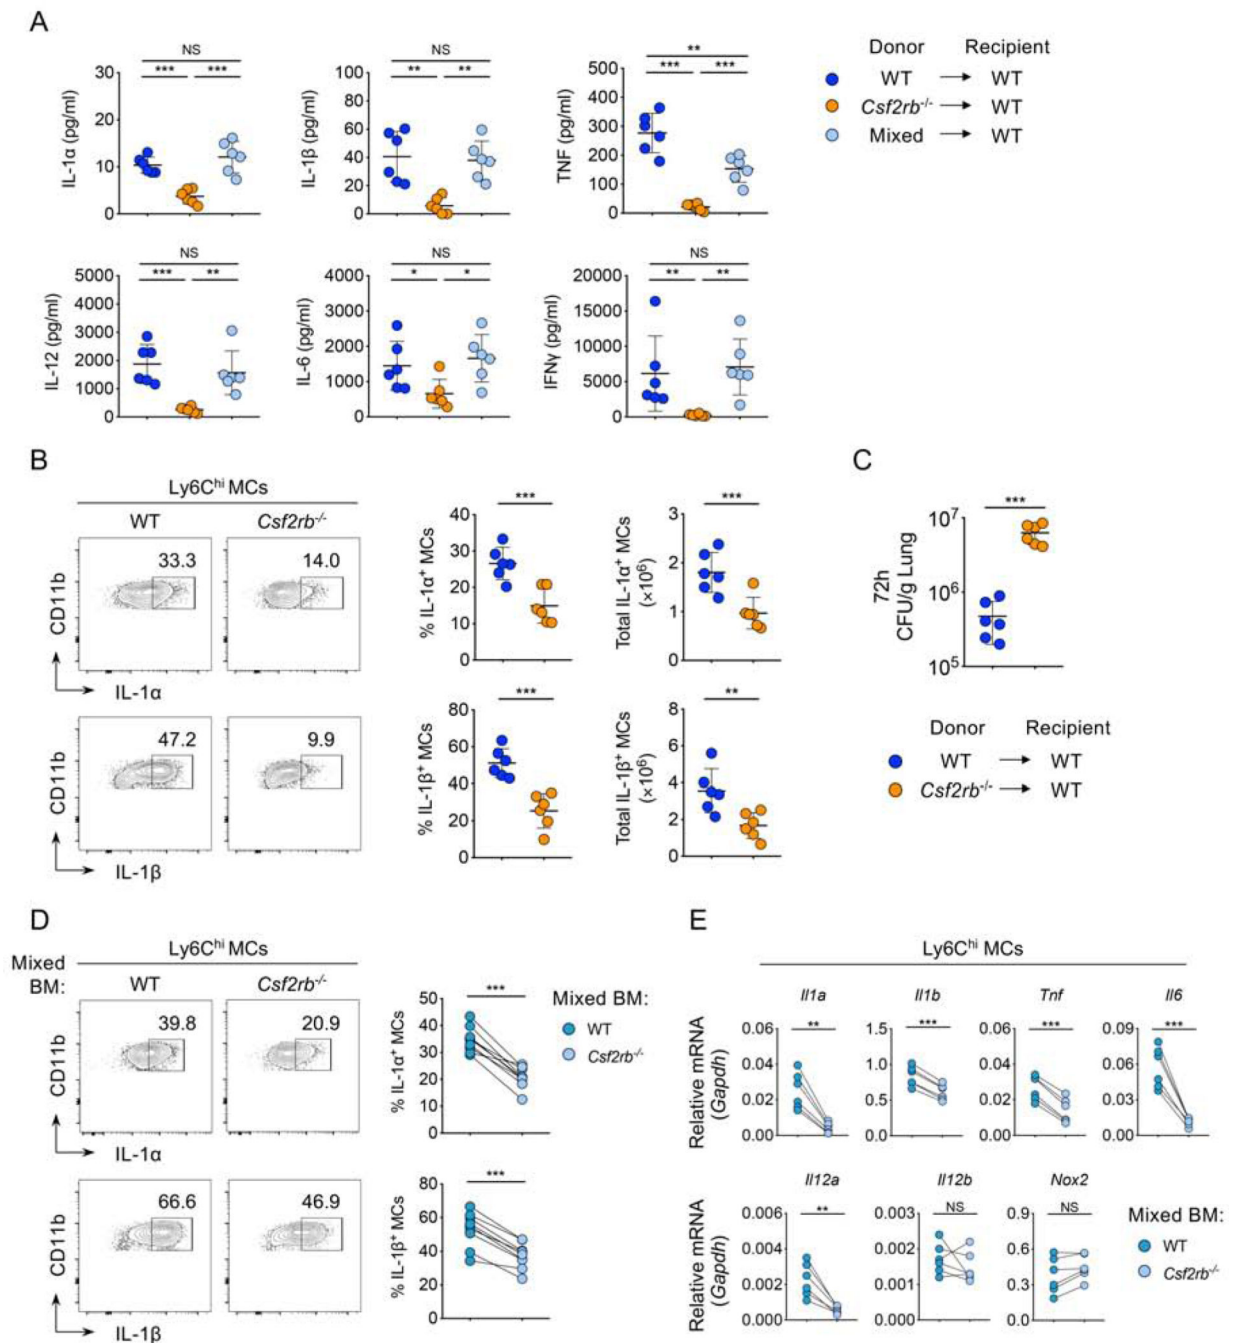 A
NS
*** ***
IL-1α (pg/ml)
30
20
10
0
NS
** **
IL-1β (pg/ml)
100
80
60
40
20
0
**
*** ***
TNF (pg/ml)
500
400
300
200
100
0
Donor Recipient
WT WT
Csf2rb-/- WT
Mixed WT
NS
*** **
IL-12 (pg/ml)
5000
4000
3000
2000
1000
0
NS
* *
IL-6 (pg/ml)
4000
3000
2000
1000
0
NS
** **
IFNγ (pg/ml)
20000
15000
10000
5000
0
B
Ly6Chi MCs
WT Csf2rb-/-
33.3 14.0
CD11b
IL-1α
47.2 9.9
CD11b
IL-1β
***
% IL-1α+ MCs
40
30
20
10
0
***
Total IL-1α+ MCs
(×10⁶)
3
2
1
0
***
% IL-1β+ MCs
80
60
40
20
0
**
Total IL-1β+ MCs
(×10⁶)
8
6
4
2
0
C
***
72h
CFU/g Lung
10⁷
10⁶
10⁵
Donor Recipient
WT WT
Csf2rb-/- WT
D
Ly6Chi MCs
Mixed
BM: WT Csf2rb-/-
39.8 20.9
CD11b
IL-1α
66.6 46.9
CD11b
IL-1β
***
% IL-1α+ MCs
50
40
30
20
10
0
Mixed BM:
WT
Csf2rb-/-
***
% IL-1β+ MCs
80
60
40
20
0
E
Ly6Chi MCs
Relative mRNA
(Gapdh)
Il1a
**
0.06
0.04
0.02
0.00
Il1b
***
1.5
1.0
0.5
0.0
Tnf
***
0.06
0.04
0.02
0.00
Il6
***
0.09
0.06
0.03
0.00
Relative mRNA
(Gapdh)
Il12a
**
0.006
0.004
0.002
0.000
Il12b
NS
0.003
0.002
0.001
0.000
Nox2
NS
0.9
0.6
0.3
0.0
Mixed BM:
WT
Csf2rb-/-